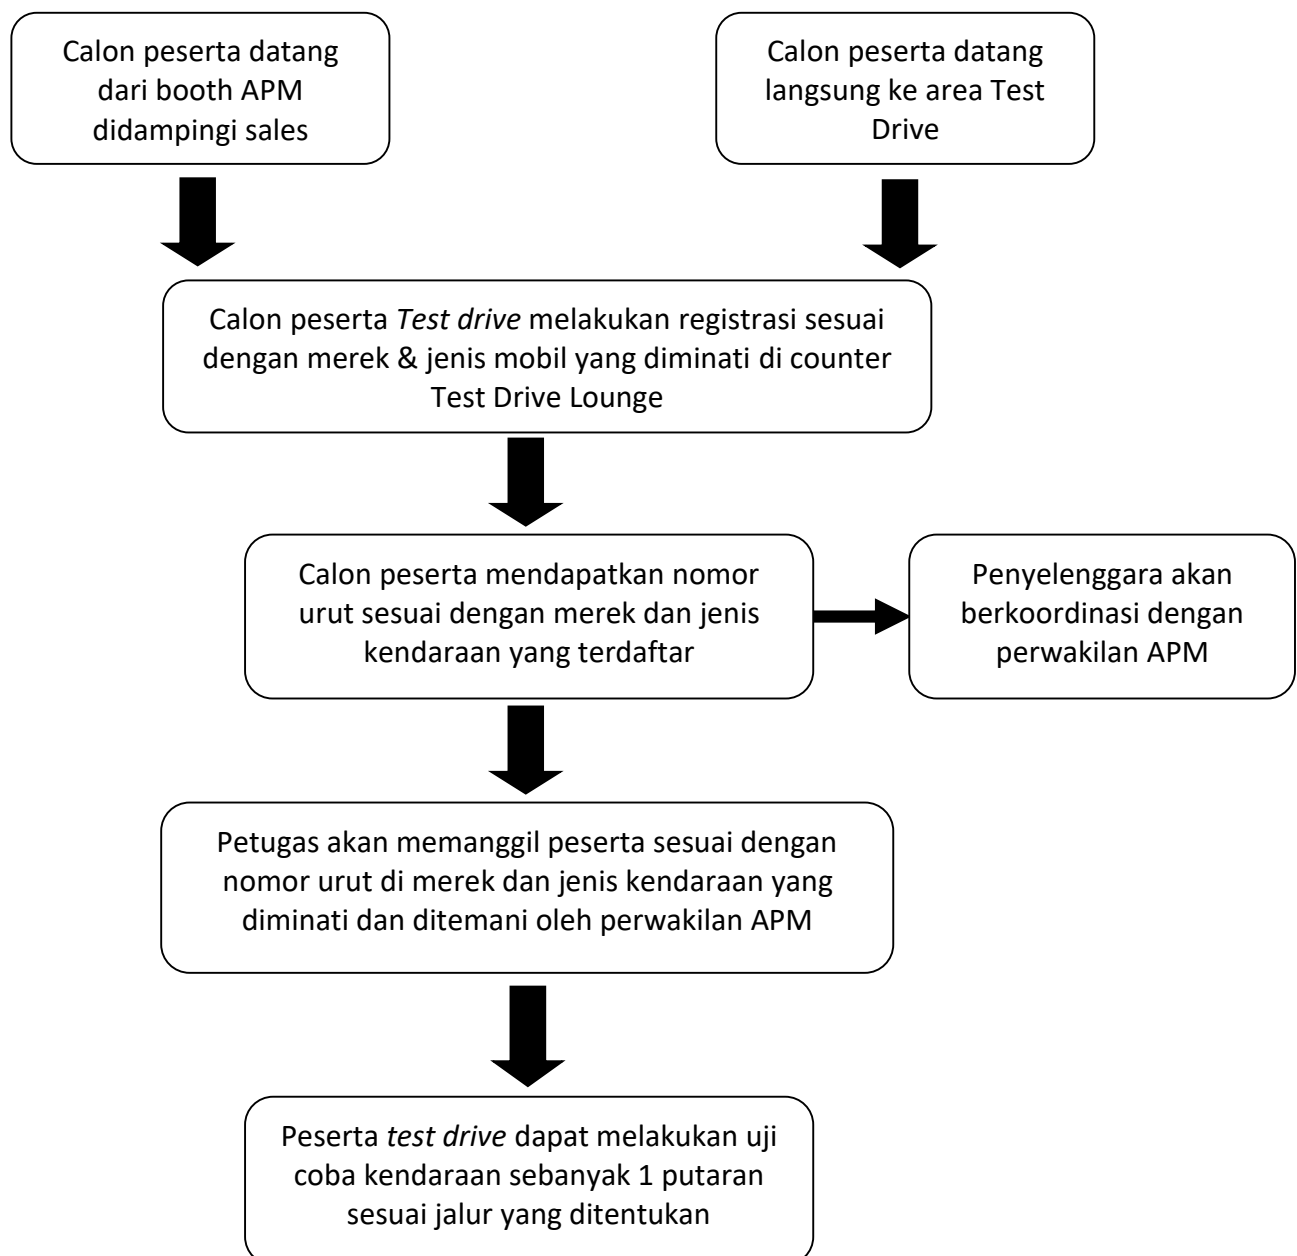 Calon peserta datang
dari booth APM
didampingi sales
Calon peserta datang
langsung ke area Test
Drive
Calon peserta Test drive melakukan registrasi sesuai
dengan merek & jenis mobil yang diminati di counter
Test Drive Lounge
Calon peserta mendapatkan nomor
urut sesuai dengan merek dan jenis
kendaraan yang terdaftar
Penyelenggara akan
berkoordinasi dengan
perwakilan APM
Petugas akan memanggil peserta sesuai dengan
nomor urut di merek dan jenis kendaraan yang
diminati dan ditemani oleh perwakilan APM
Peserta test drive dapat melakukan uji
coba kendaraan sebanyak 1 putaran
sesuai jalur yang ditentukan